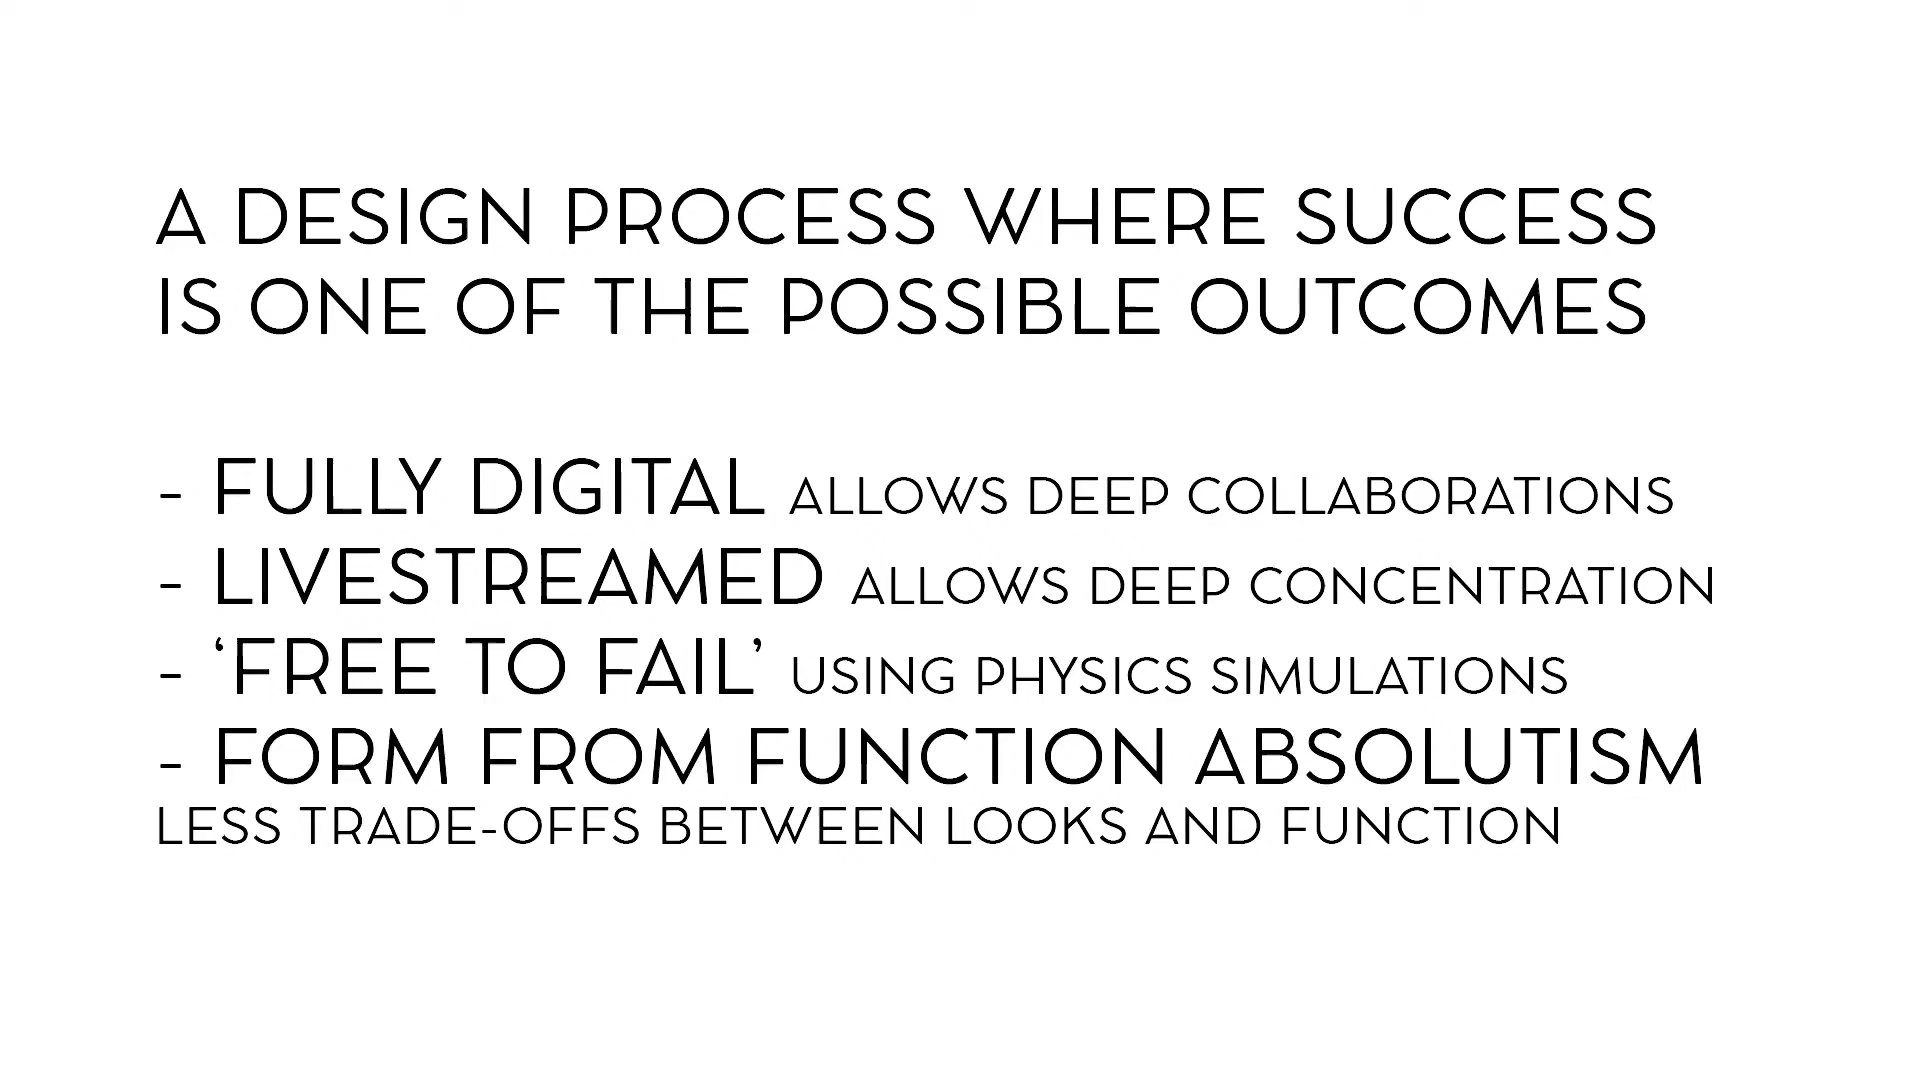 A DESIGN PROCESS WHERE SUCCESS
IS ONE OF THE POSSIBLE OUTCOMES
- FULLY DIGITAL ALLOWS DEEP COLLABORATIONS
- LIVESTREAMED ALLOWS DEEP CONCENTRATION
- ‘FREE TO FAIL’ USING PHYSICS SIMULATIONS
- FORM FROM FUNCTION ABSOLUTISM
LESS TRADE-OFFS BETWEEN LOOKS AND FUNCTION